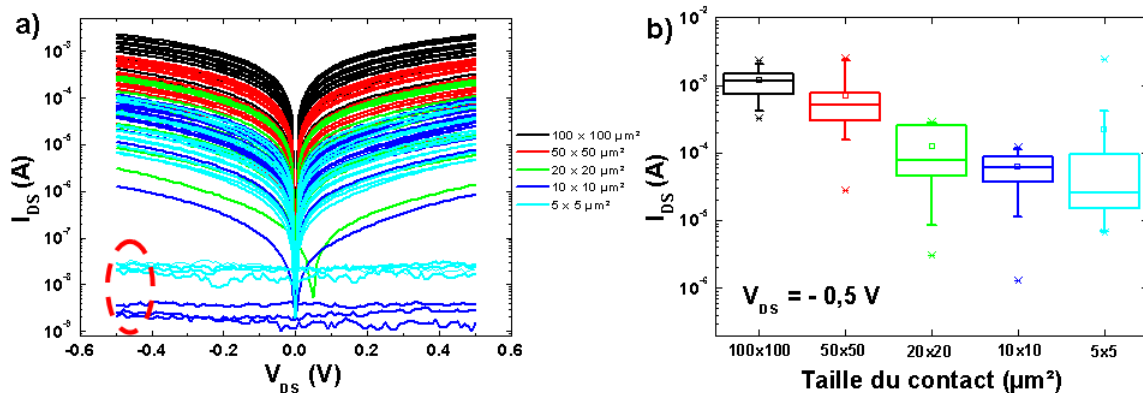 a)
I_DS (A)
10⁻³
10⁻⁴
10⁻⁵
10⁻⁶
10⁻⁷
10⁻⁸
10⁻⁹
-0.6 -0.4 -0.2 0.0 0.2 0.4 0.6
V_DS (V)
100 × 100 µm²
50 × 50 µm²
20 × 20 µm²
10 × 10 µm²
5 × 5 µm²
b)
I_DS (A)
10⁻²
10⁻³
10⁻⁴
10⁻⁵
10⁻⁶
V_DS = - 0,5 V
100x100 50x50 20x20 10x10 5x5
Taille du contact (µm²)